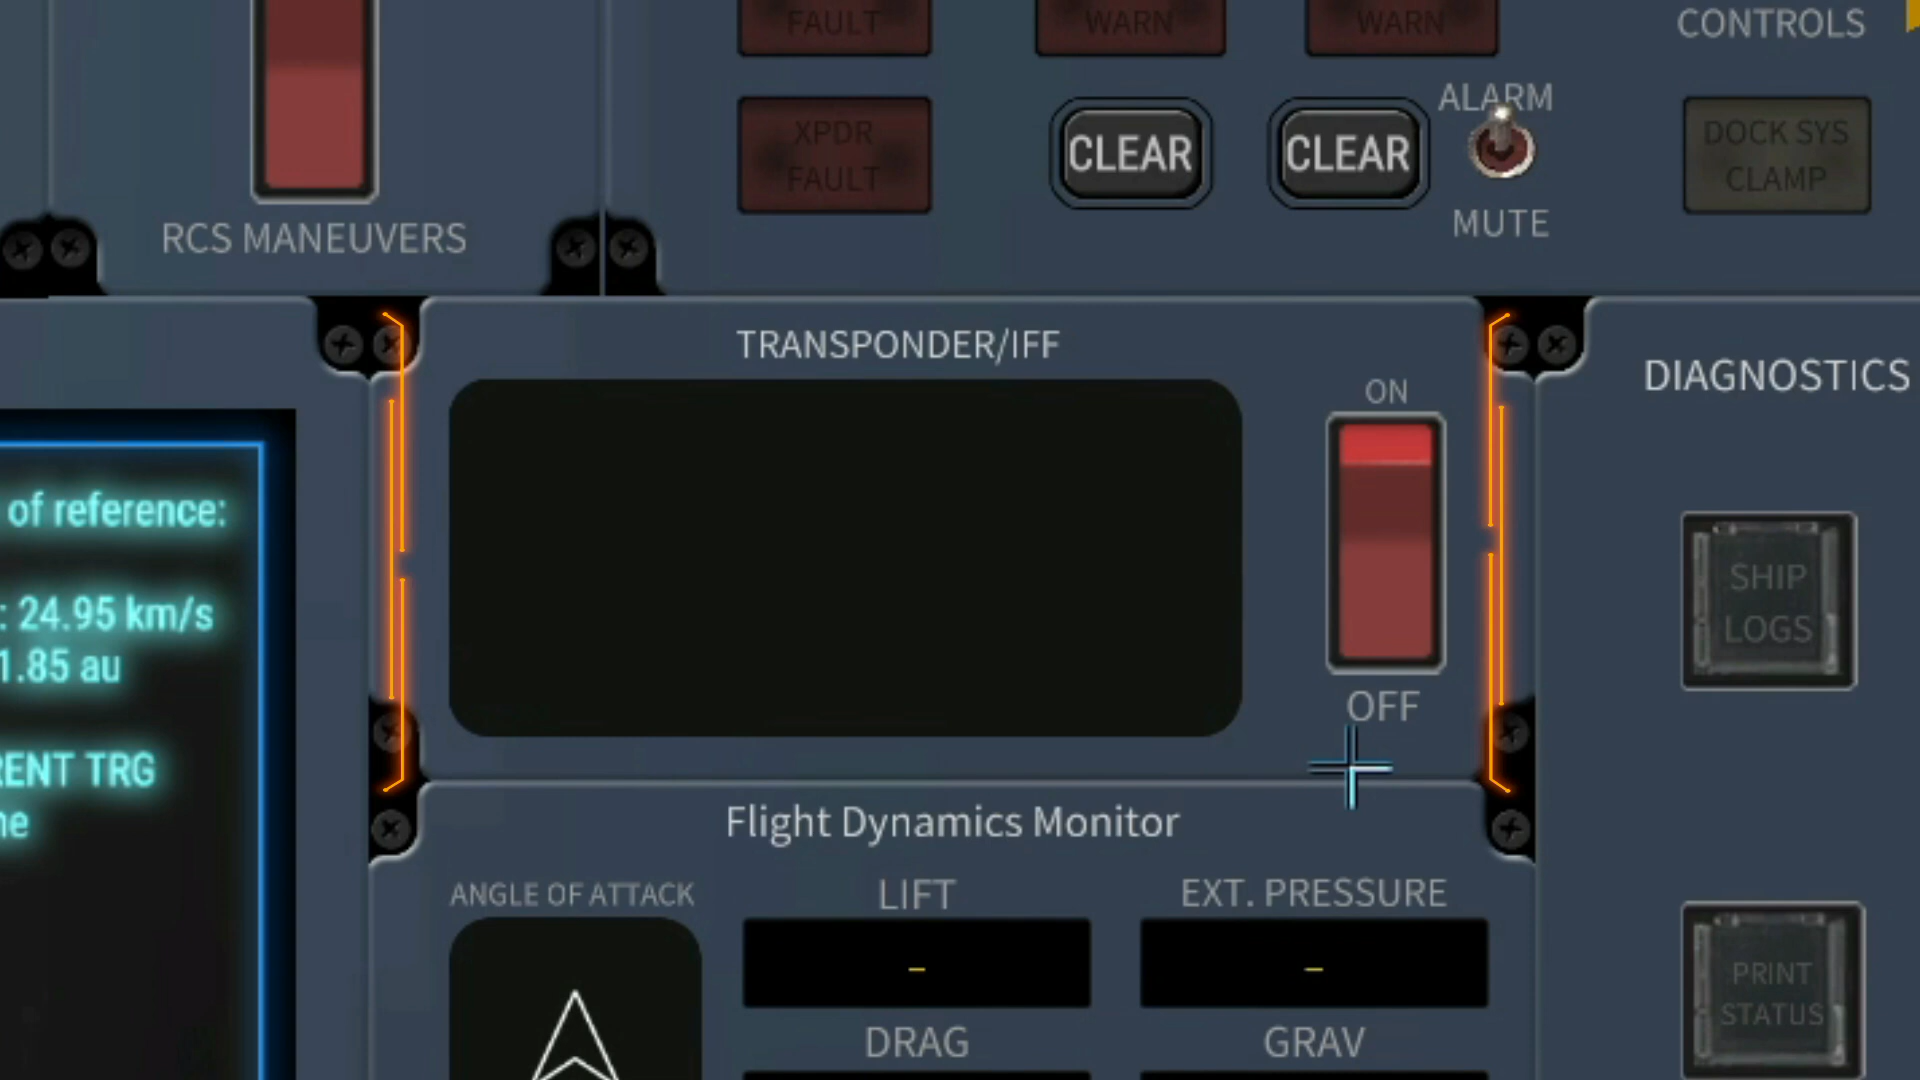 FAULT
WARN
WARN
CONTROLS
XPDR
FAULT
CLEAR
CLEAR
ALARM
MUTE
DOCK SYS
CLAMP
RCS MANEUVERS
TRANSPONDER/IFF
ON
OFF
DIAGNOSTICS
SHIP
LOGS
of reference:
: 24.95 km/s
1.85 au
RENT TRG
ne
Flight Dynamics Monitor
ANGLE OF ATTACK
LIFT
–
EXT. PRESSURE
–
DRAG
GRAV
PRINT
STATUS